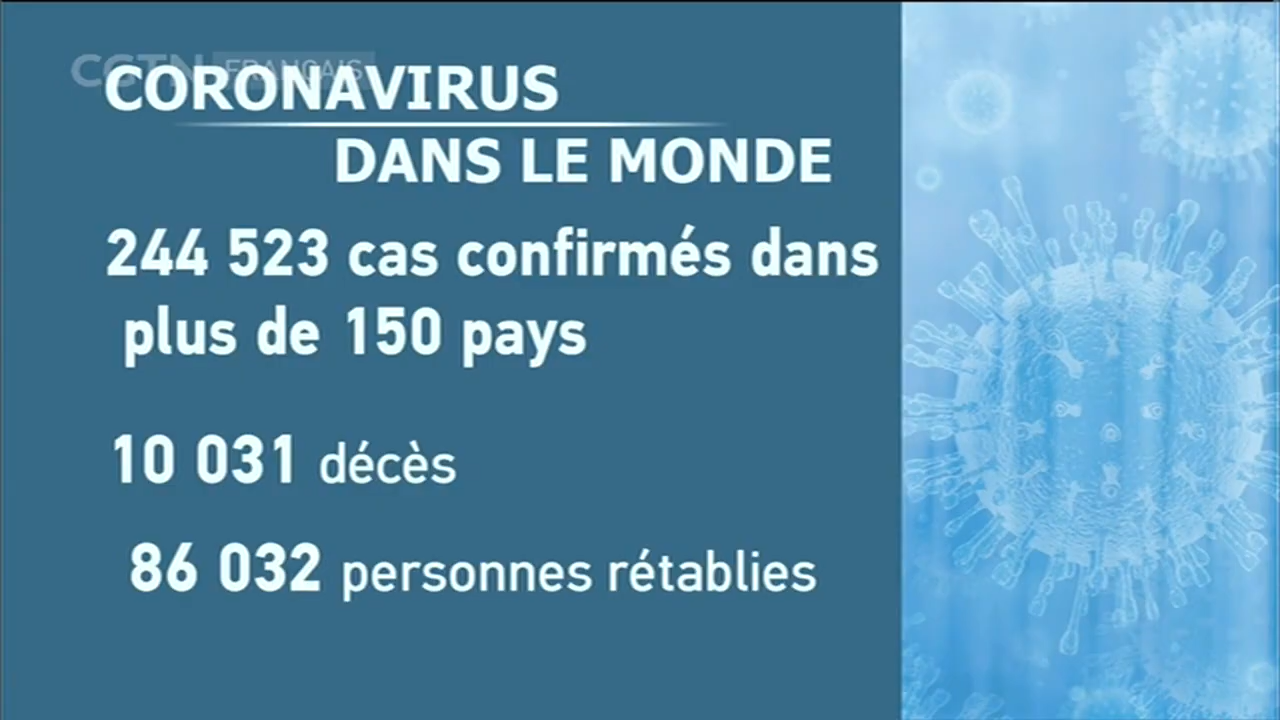 CGTN FRANÇAIS
CORONAVIRUS
DANS LE MONDE
244 523 cas confirmés dans
plus de 150 pays
10 031 décès
86 032 personnes rétablies